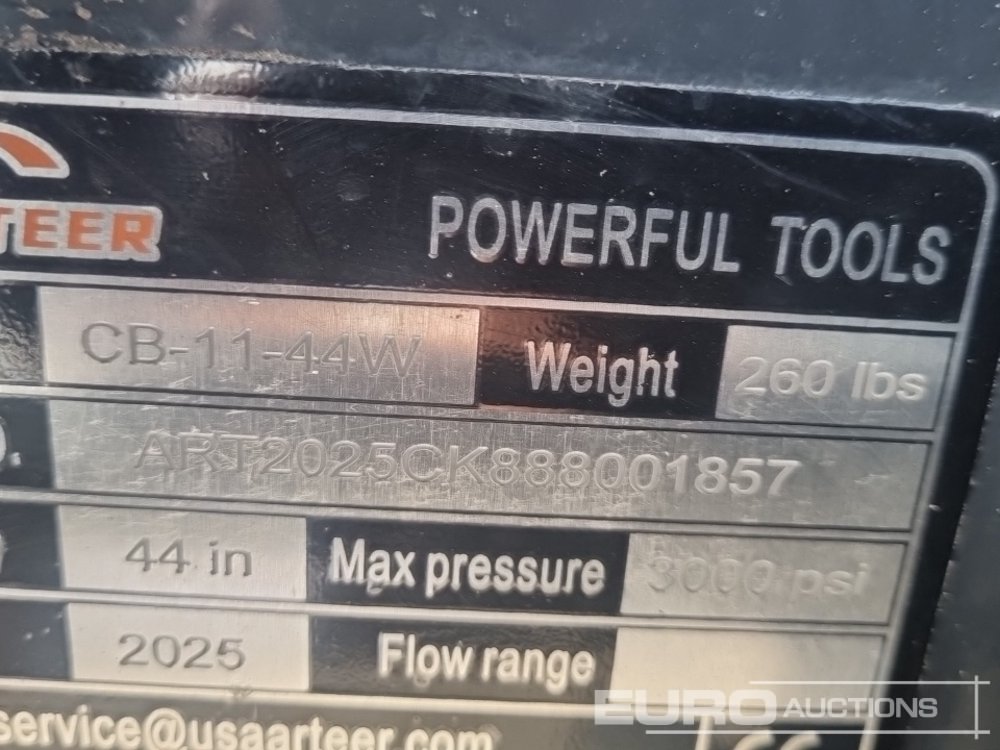 TEER POWERFUL TOOLS
CB-11-44W Weight 260 lbs
ART2025CK888001857
44 in Max pressure 3000 psi
2025 Flow range
service@usaarteer.com
EURO AUCTIONS